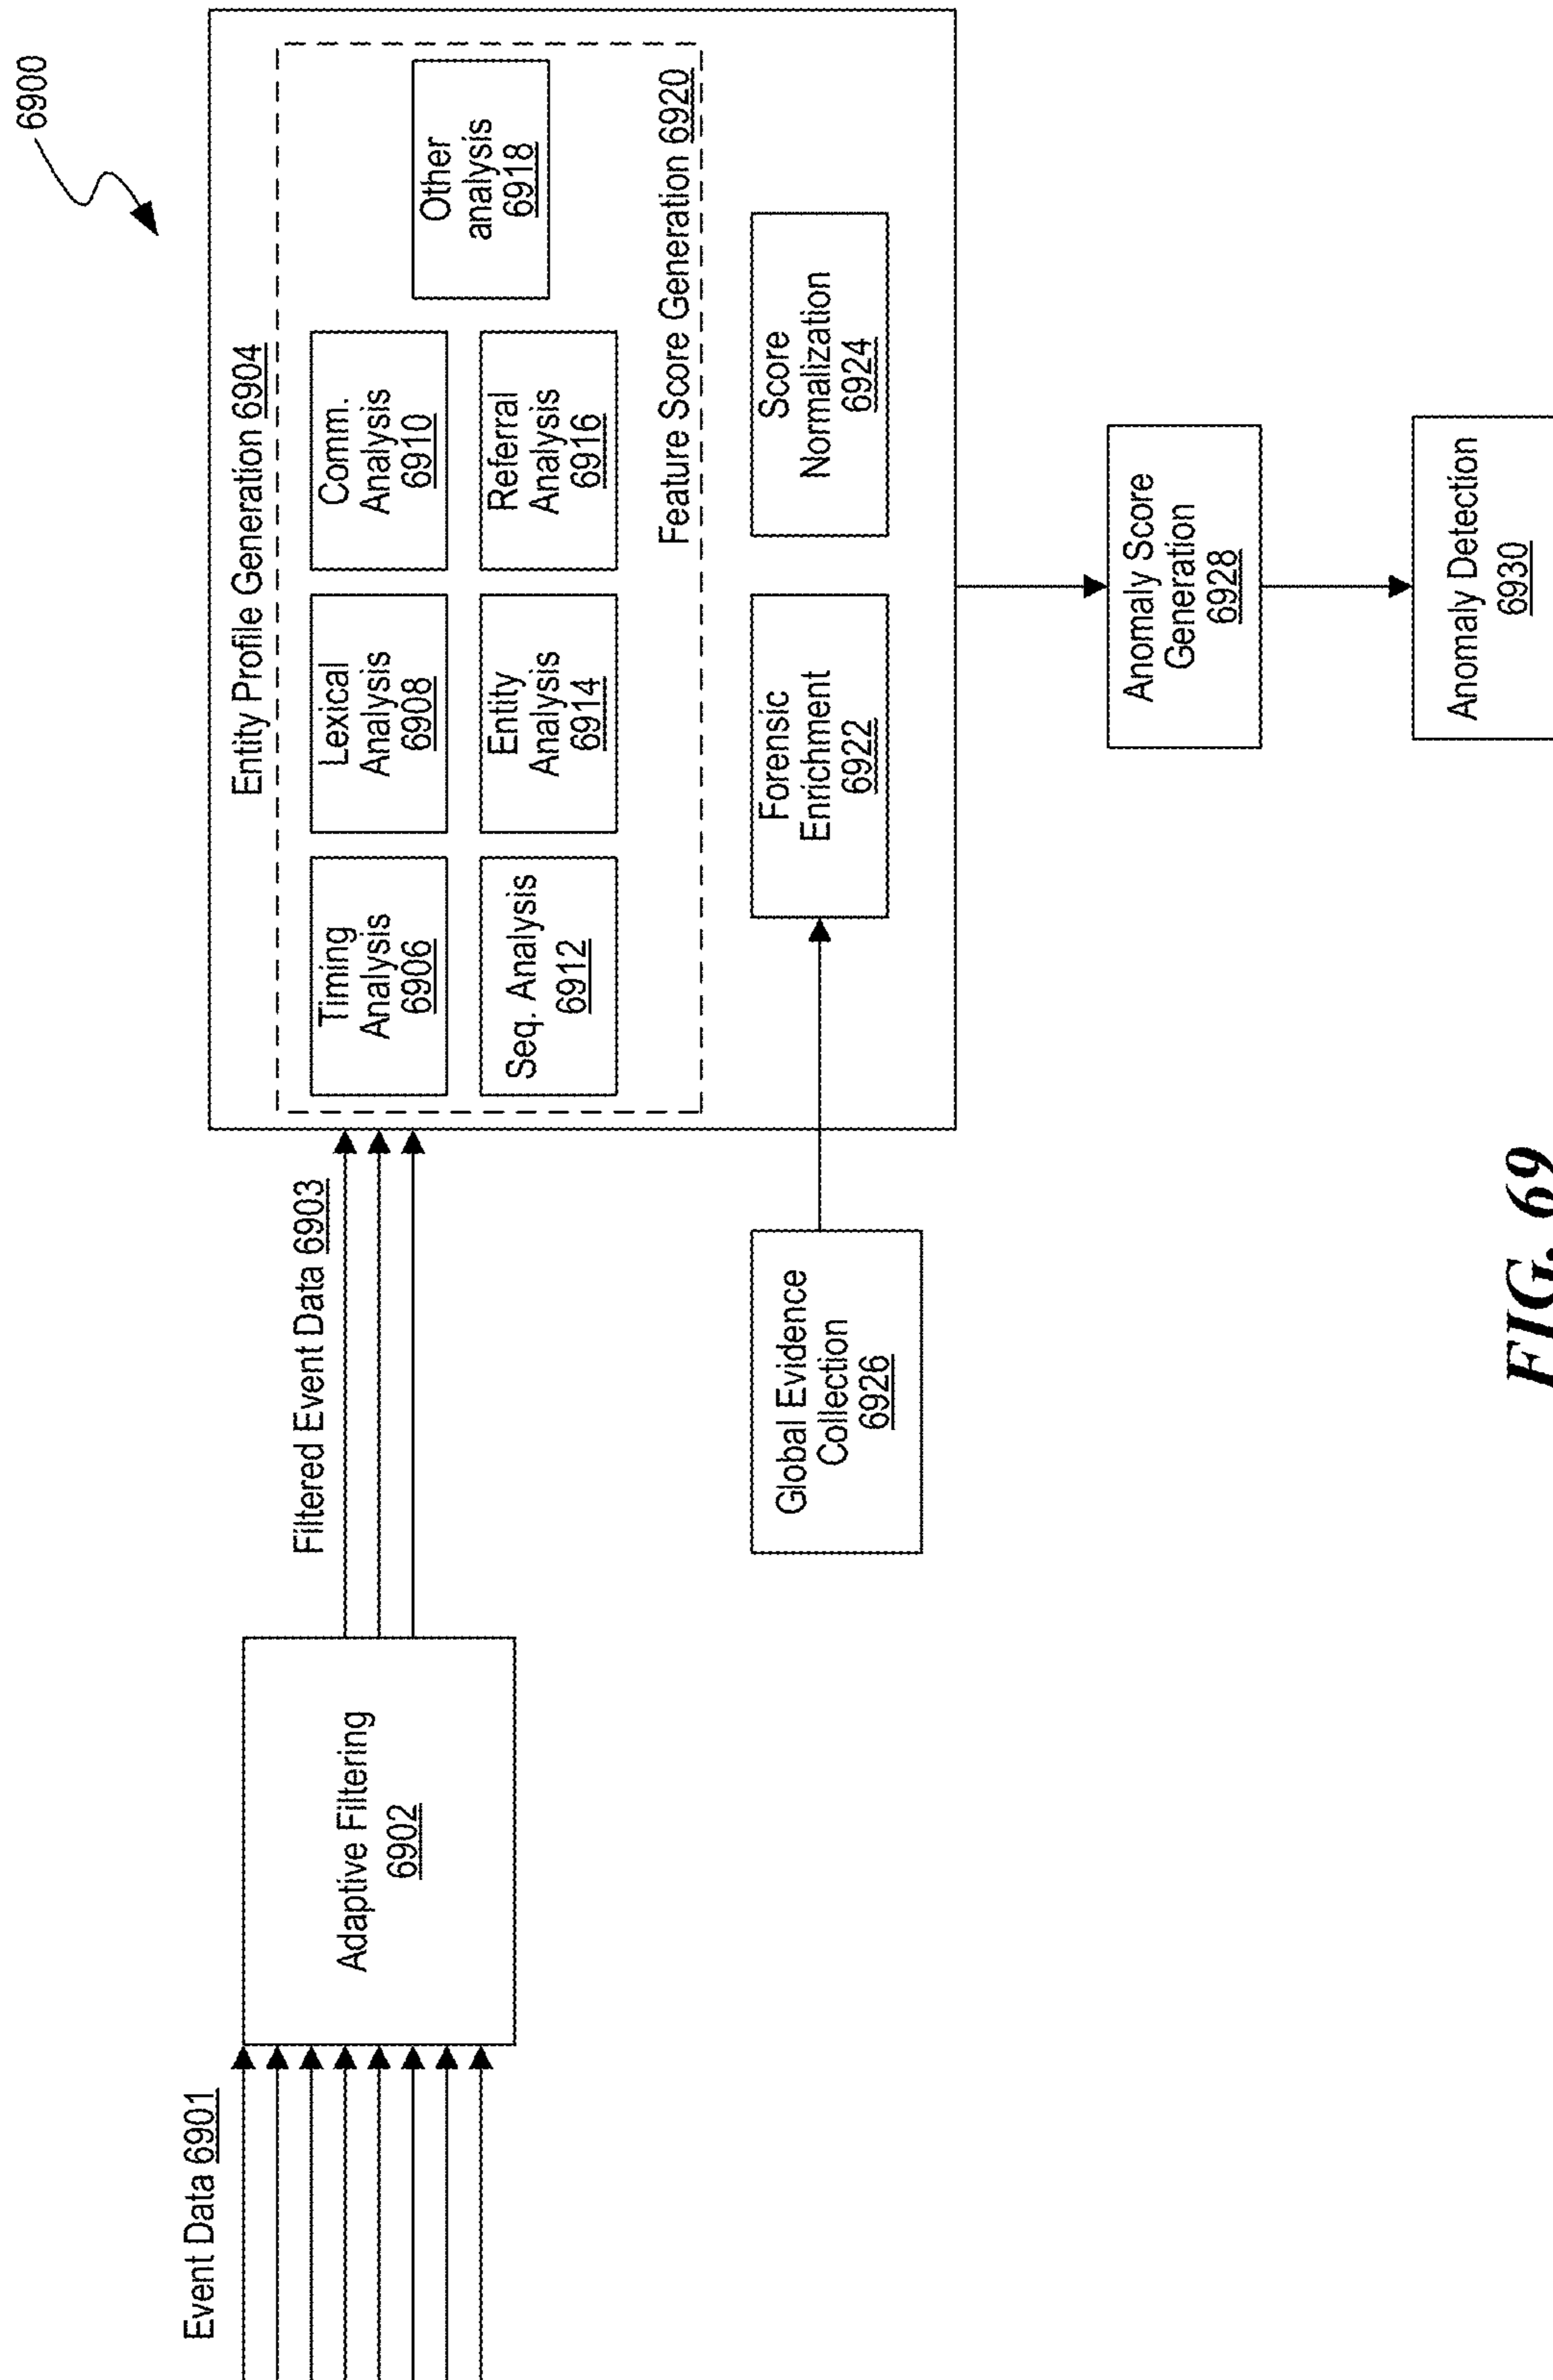 6900
Event Data 6901
Adaptive Filtering
6902
Filtered Event Data 6903
Entity Profile Generation 6904
Timing
Analysis
6906
Lexical
Analysis
6908
Comm.
Analysis
6910
Seq. Analysis
6912
Entity
Analysis
6914
Referral
Analysis
6916
Other
analysis
6918
Feature Score Generation 6920
Global Evidence
Collection
6926
Forensic
Enrichment
6922
Score
Normalization
6924
Anomaly Score
Generation
6928
Anomaly Detection
6930
FIG. 69